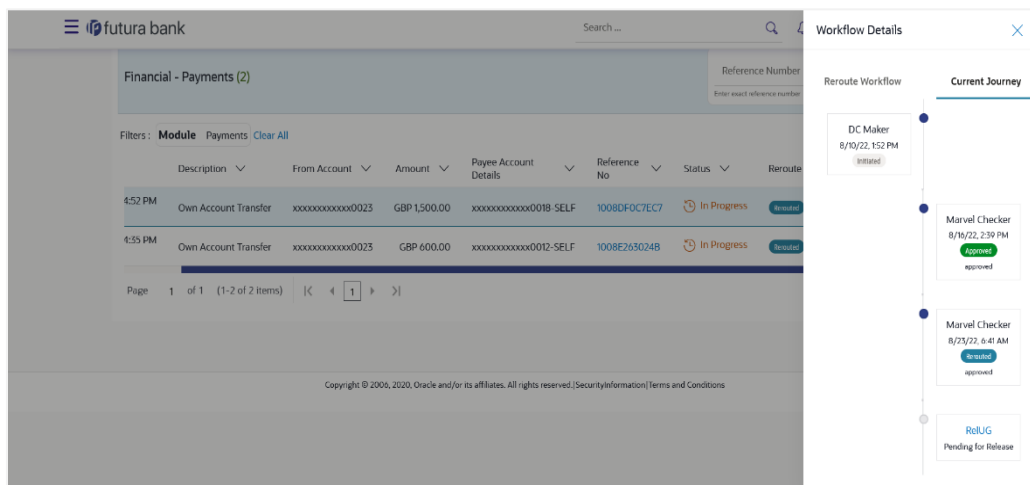 futura bank
Search ...
Workflow Details
Financial - Payments (2)
Reference Number
Enter exact reference number
Reroute Workflow
Current Journey
Filters : Module Payments Clear All
Description From Account Amount Payee Account Details Reference No Status Reroute
4:52 PM Own Account Transfer xxxxxxxxxxxx0023 GBP 1,500.00 xxxxxxxxxxxx0018-SELF 1008DF0C7EC7 In Progress Rerouted
4:35 PM Own Account Transfer xxxxxxxxxxxx0023 GBP 600.00 xxxxxxxxxxxx0012-SELF 1008E263024B In Progress Rerouted
Page 1 of 1 (1-2 of 2 items) 1
Copyright © 2006, 2020, Oracle and/or its affiliates. All rights reserved.|SecurityInformation|Terms and Conditions
DC Maker
8/10/22, 1:52 PM
Initiated
Marvel Checker
8/16/22, 2:39 PM
Approved
approved
Marvel Checker
8/23/22, 6:41 AM
Rerouted
approved
RelUG
Pending for Release